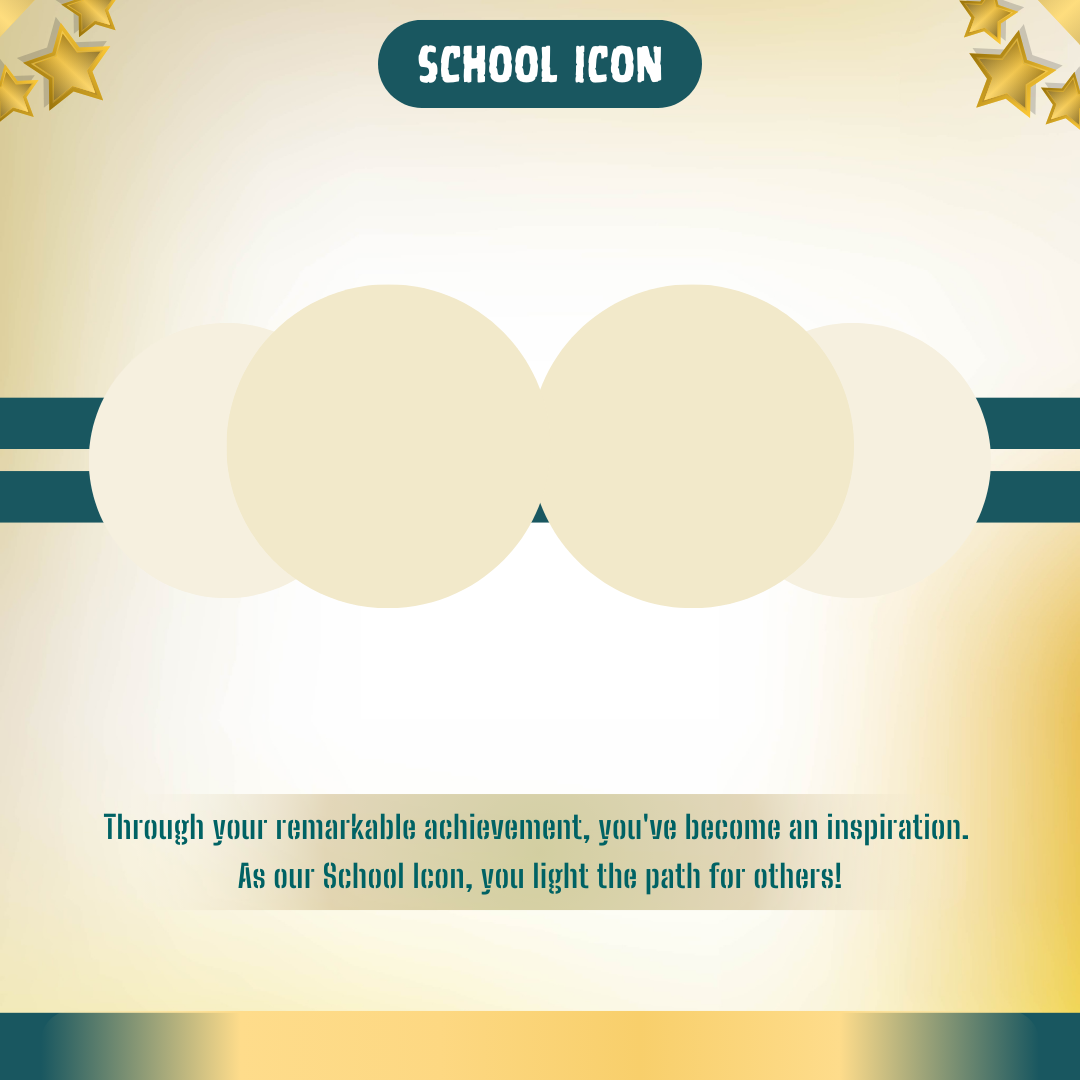 SCHOOL ICON
Through your remarkable achievement, you've become an inspiration.
As our School Icon, you light the path for others!